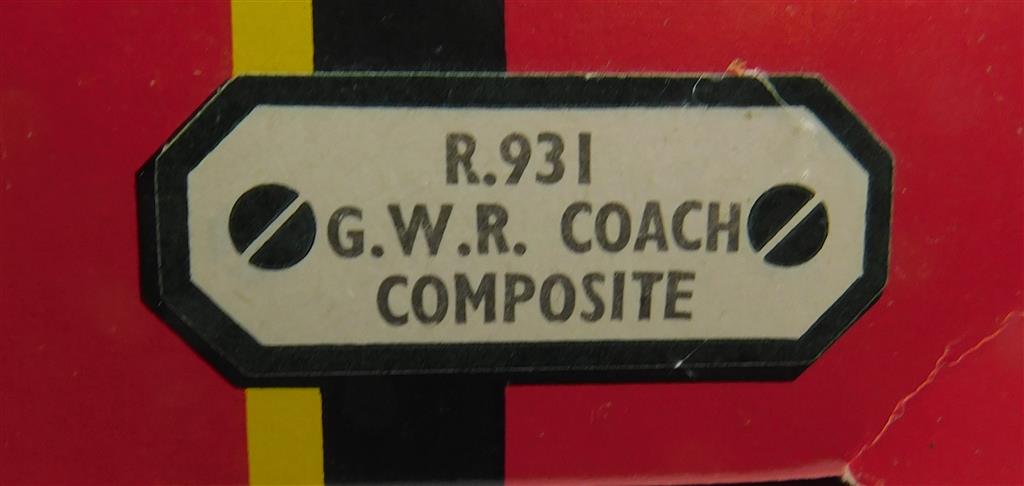 R.931
G.W.R. COACH
COMPOSITE